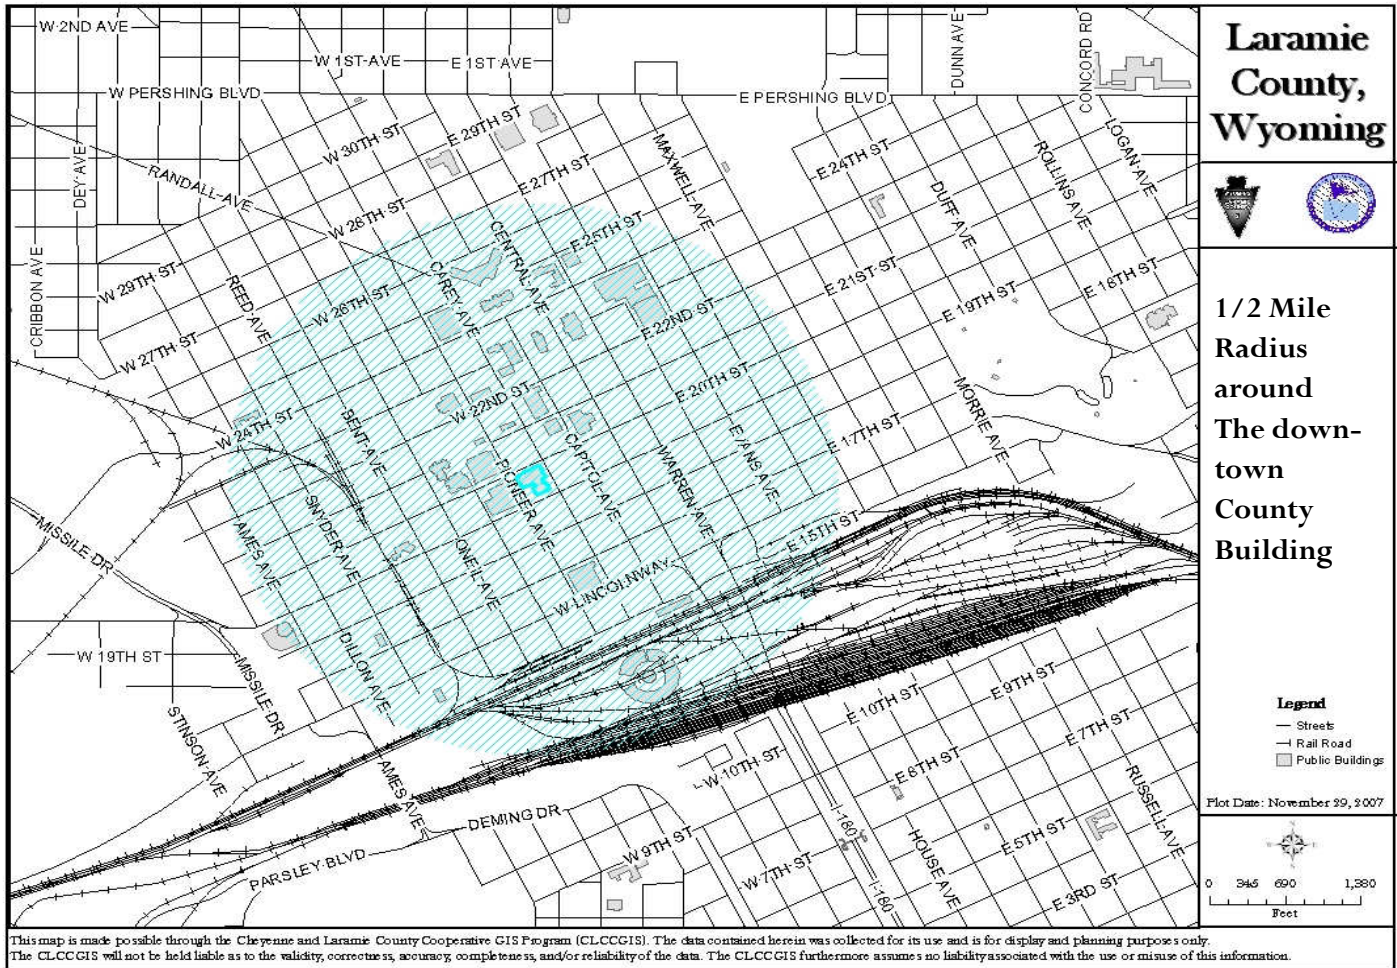 W 2ND AVE
W 1ST AVE
E 1ST AVE
DUNN AVE
CONCORD RD
W PERSHING BLVD
E PERSHING BLVD
W 30TH ST
E 29TH ST
MAXWELL AVE
E 24TH ST
ROLLINS AVE
LOGAN AVE
DEY AVE
RANDALL AVE
E 27TH ST
DUFF AVE
W 28TH ST
E 25TH ST
CENTRAL AVE
CRIBBON AVE
W 29TH ST
REED AVE
W 26TH ST
CAREY AVE
E 21ST ST
E 19TH ST
E 18TH ST
E 22ND ST
W 27TH ST
E 20TH ST
W 22ND ST
MORRIE AVE
W 24TH ST
BENT AVE
CAPITOL AVE
WARREN AVE
EVANS AVE
E 17TH ST
PIONEER AVE
MISSILE DR
AMES AVE
SNYDER AVE
ONEIL AVE
E 15TH ST
W LINCOLNWAY
W 19TH ST
MISSILE DR
DILLON AVE
STINSON AVE
E 10TH ST
E 9TH ST
E 7TH ST
AMES AVE
W 10TH ST
E 8TH ST
RUSSELL AVE
DEMING DR
I-180
HOUSE AVE
E 5TH ST
PARSLEY BLVD
W 9TH ST
W 7TH ST
I-180
E 3RD ST
Laramie
County,
Wyoming
1/2 Mile
Radius
around
The down-
town
County
Building
Legend
Streets
Rail Road
Public Buildings
Plot Date: November 29, 2007
0 345 690 1,380
Feet
This map is made possible through the Cheyenne and Laramie County Cooperative GIS Program (CLCCGIS). The data contained herein was collected for its use and is for display and planning purposes only.
The CLCCGIS will not be held liable as to the validity, correctness, accuracy, completeness, and/or reliability of the data. The CLCCGIS furthermore assumes no liability associated with the use or misuse of this information.